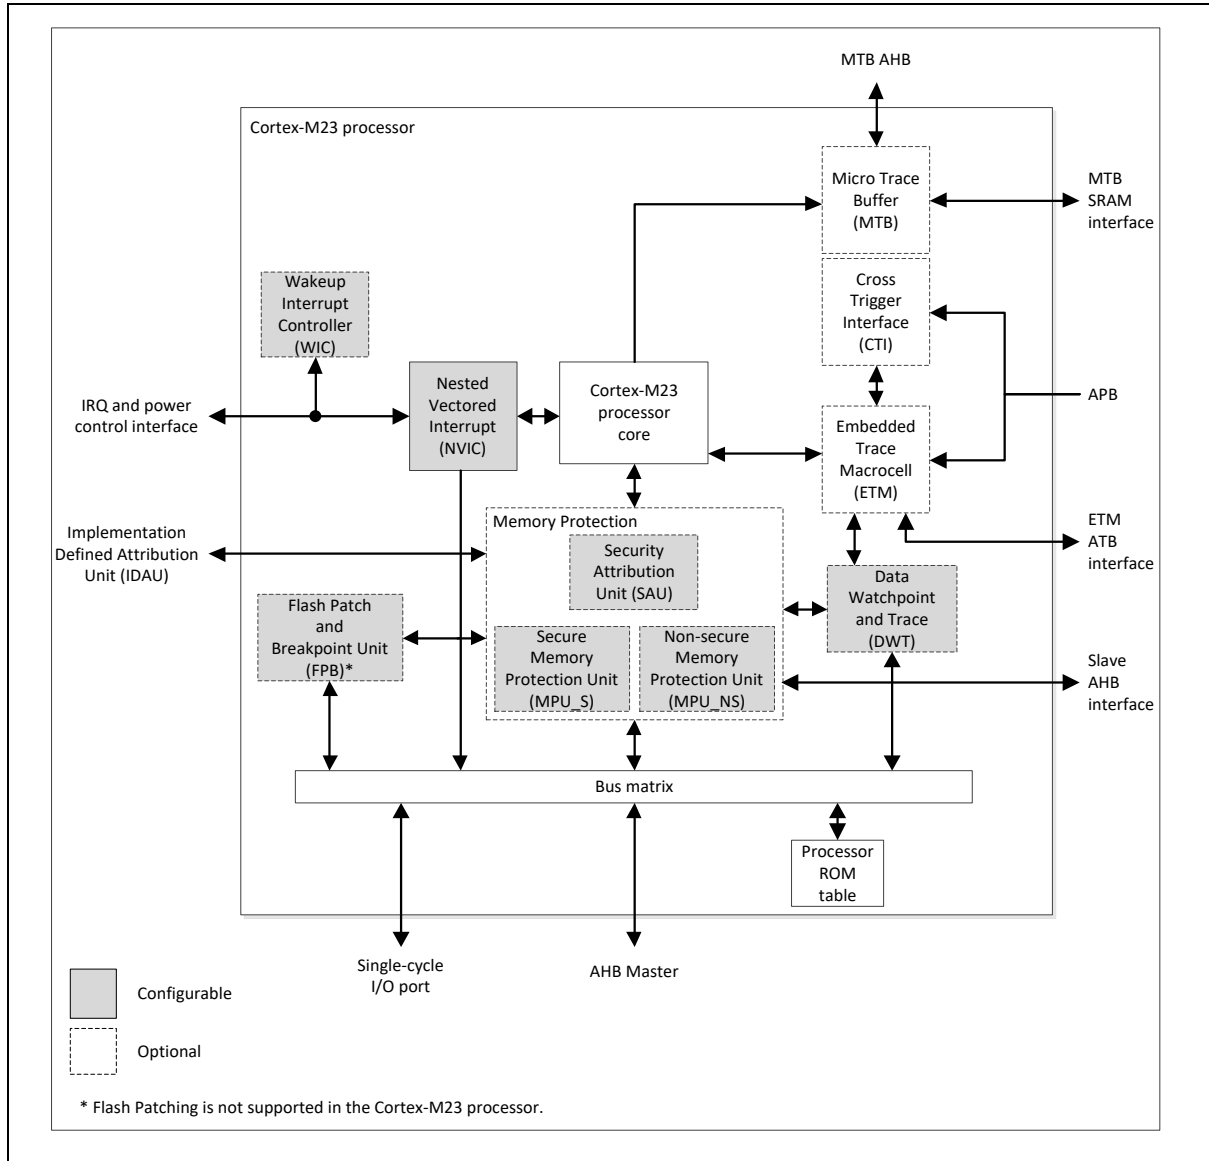 MTB AHB
Cortex-M23 processor
Micro Trace
Buffer
(MTB)
MTB
SRAM
interface
Wakeup
Interrupt
Controller
(WIC)
Cross
Trigger
Interface
(CTI)
Nested
Vectored
Interrupt
(NVIC)
Cortex-M23
processor
core
APB
IRQ and power
control interface
Embedded
Trace
Macrocell
(ETM)
Implementation
Defined Attribution
Unit (IDAU)
Memory Protection
Security
Attribution
Unit (SAU)
ETM
ATB
interface
Data
Watchpoint
and Trace
(DWT)
Flash Patch
and
Breakpoint Unit
(FPB)*
Secure
Memory
Protection Unit
(MPU_S)
Non-secure
Memory
Protection Unit
(MPU_NS)
Slave
AHB
interface
Bus matrix
Processor
ROM
table
Single-cycle
I/O port
AHB Master
Configurable
Optional
* Flash Patching is not supported in the Cortex-M23 processor.